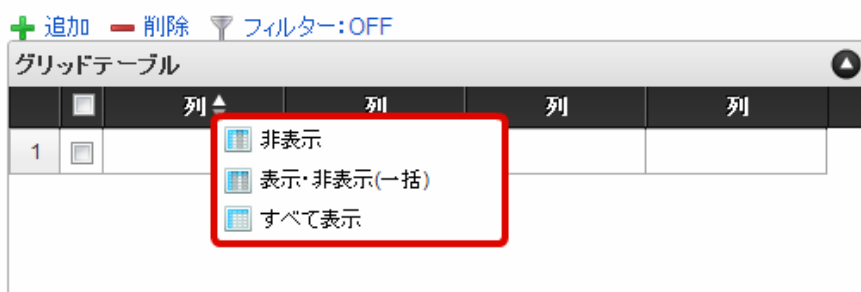 追加 削除 フィルター:OFF
グリッドテーブル
列 列 列 列
非表示
1
表示・非表示(一括)
すべて表示